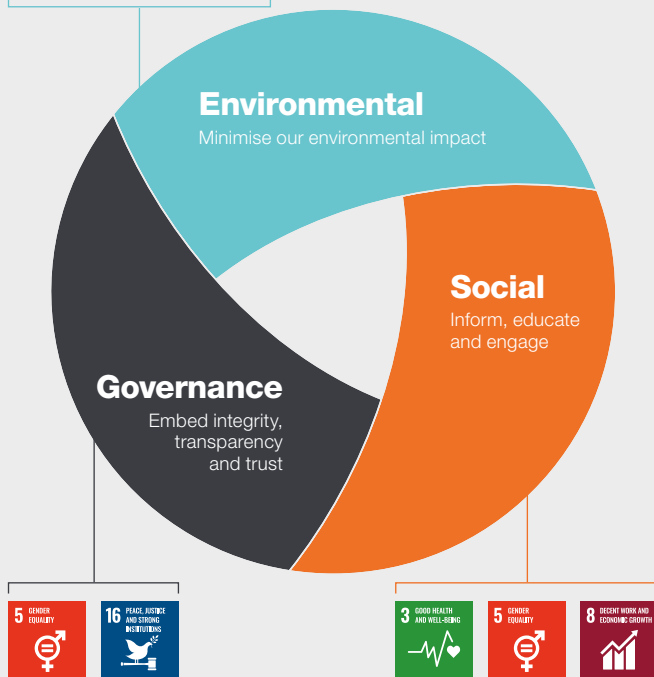 Environmental
Minimise our environmental impact
Social
Inform, educate
and engage
Governance
Embed integrity,
transparency
and trust
5 GENDER
EQUALITY
16 PEACE, JUSTICE
AND STRONG
INSTITUTIONS
3 GOOD HEALTH
AND WELL-BEING
5 GENDER
EQUALITY
8 DECENT WORK AND
ECONOMIC GROWTH